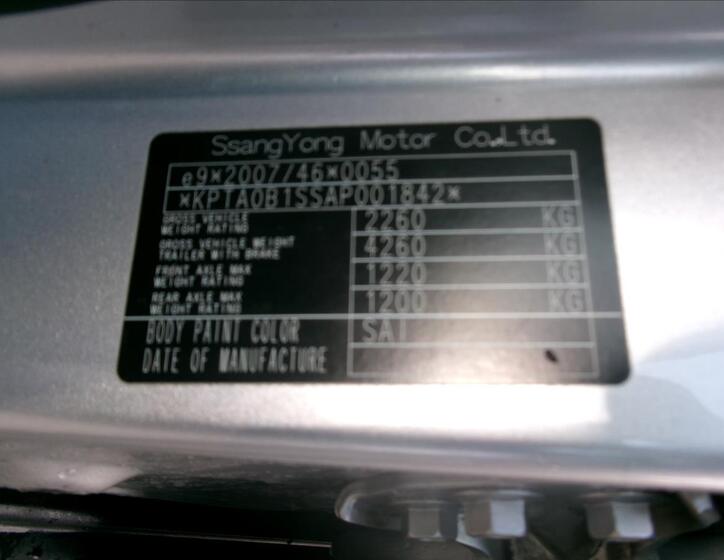 SsangYong Motor Co.,Ltd.
e9*2007/46*0055
*KPTA0B1SSAP001842*
GROSS VEHICLE WEIGHT RATING 2260 KG
GROSS VEHICLE WEIGHT TRAILER WITH BRAKE 4260 KG
FRONT AXLE MAX WEIGHT RATING 1220 KG
REAR AXLE MAX WEIGHT RATING 1200 KG
BODY PAINT COLOR SAI
DATE OF MANUFACTURE